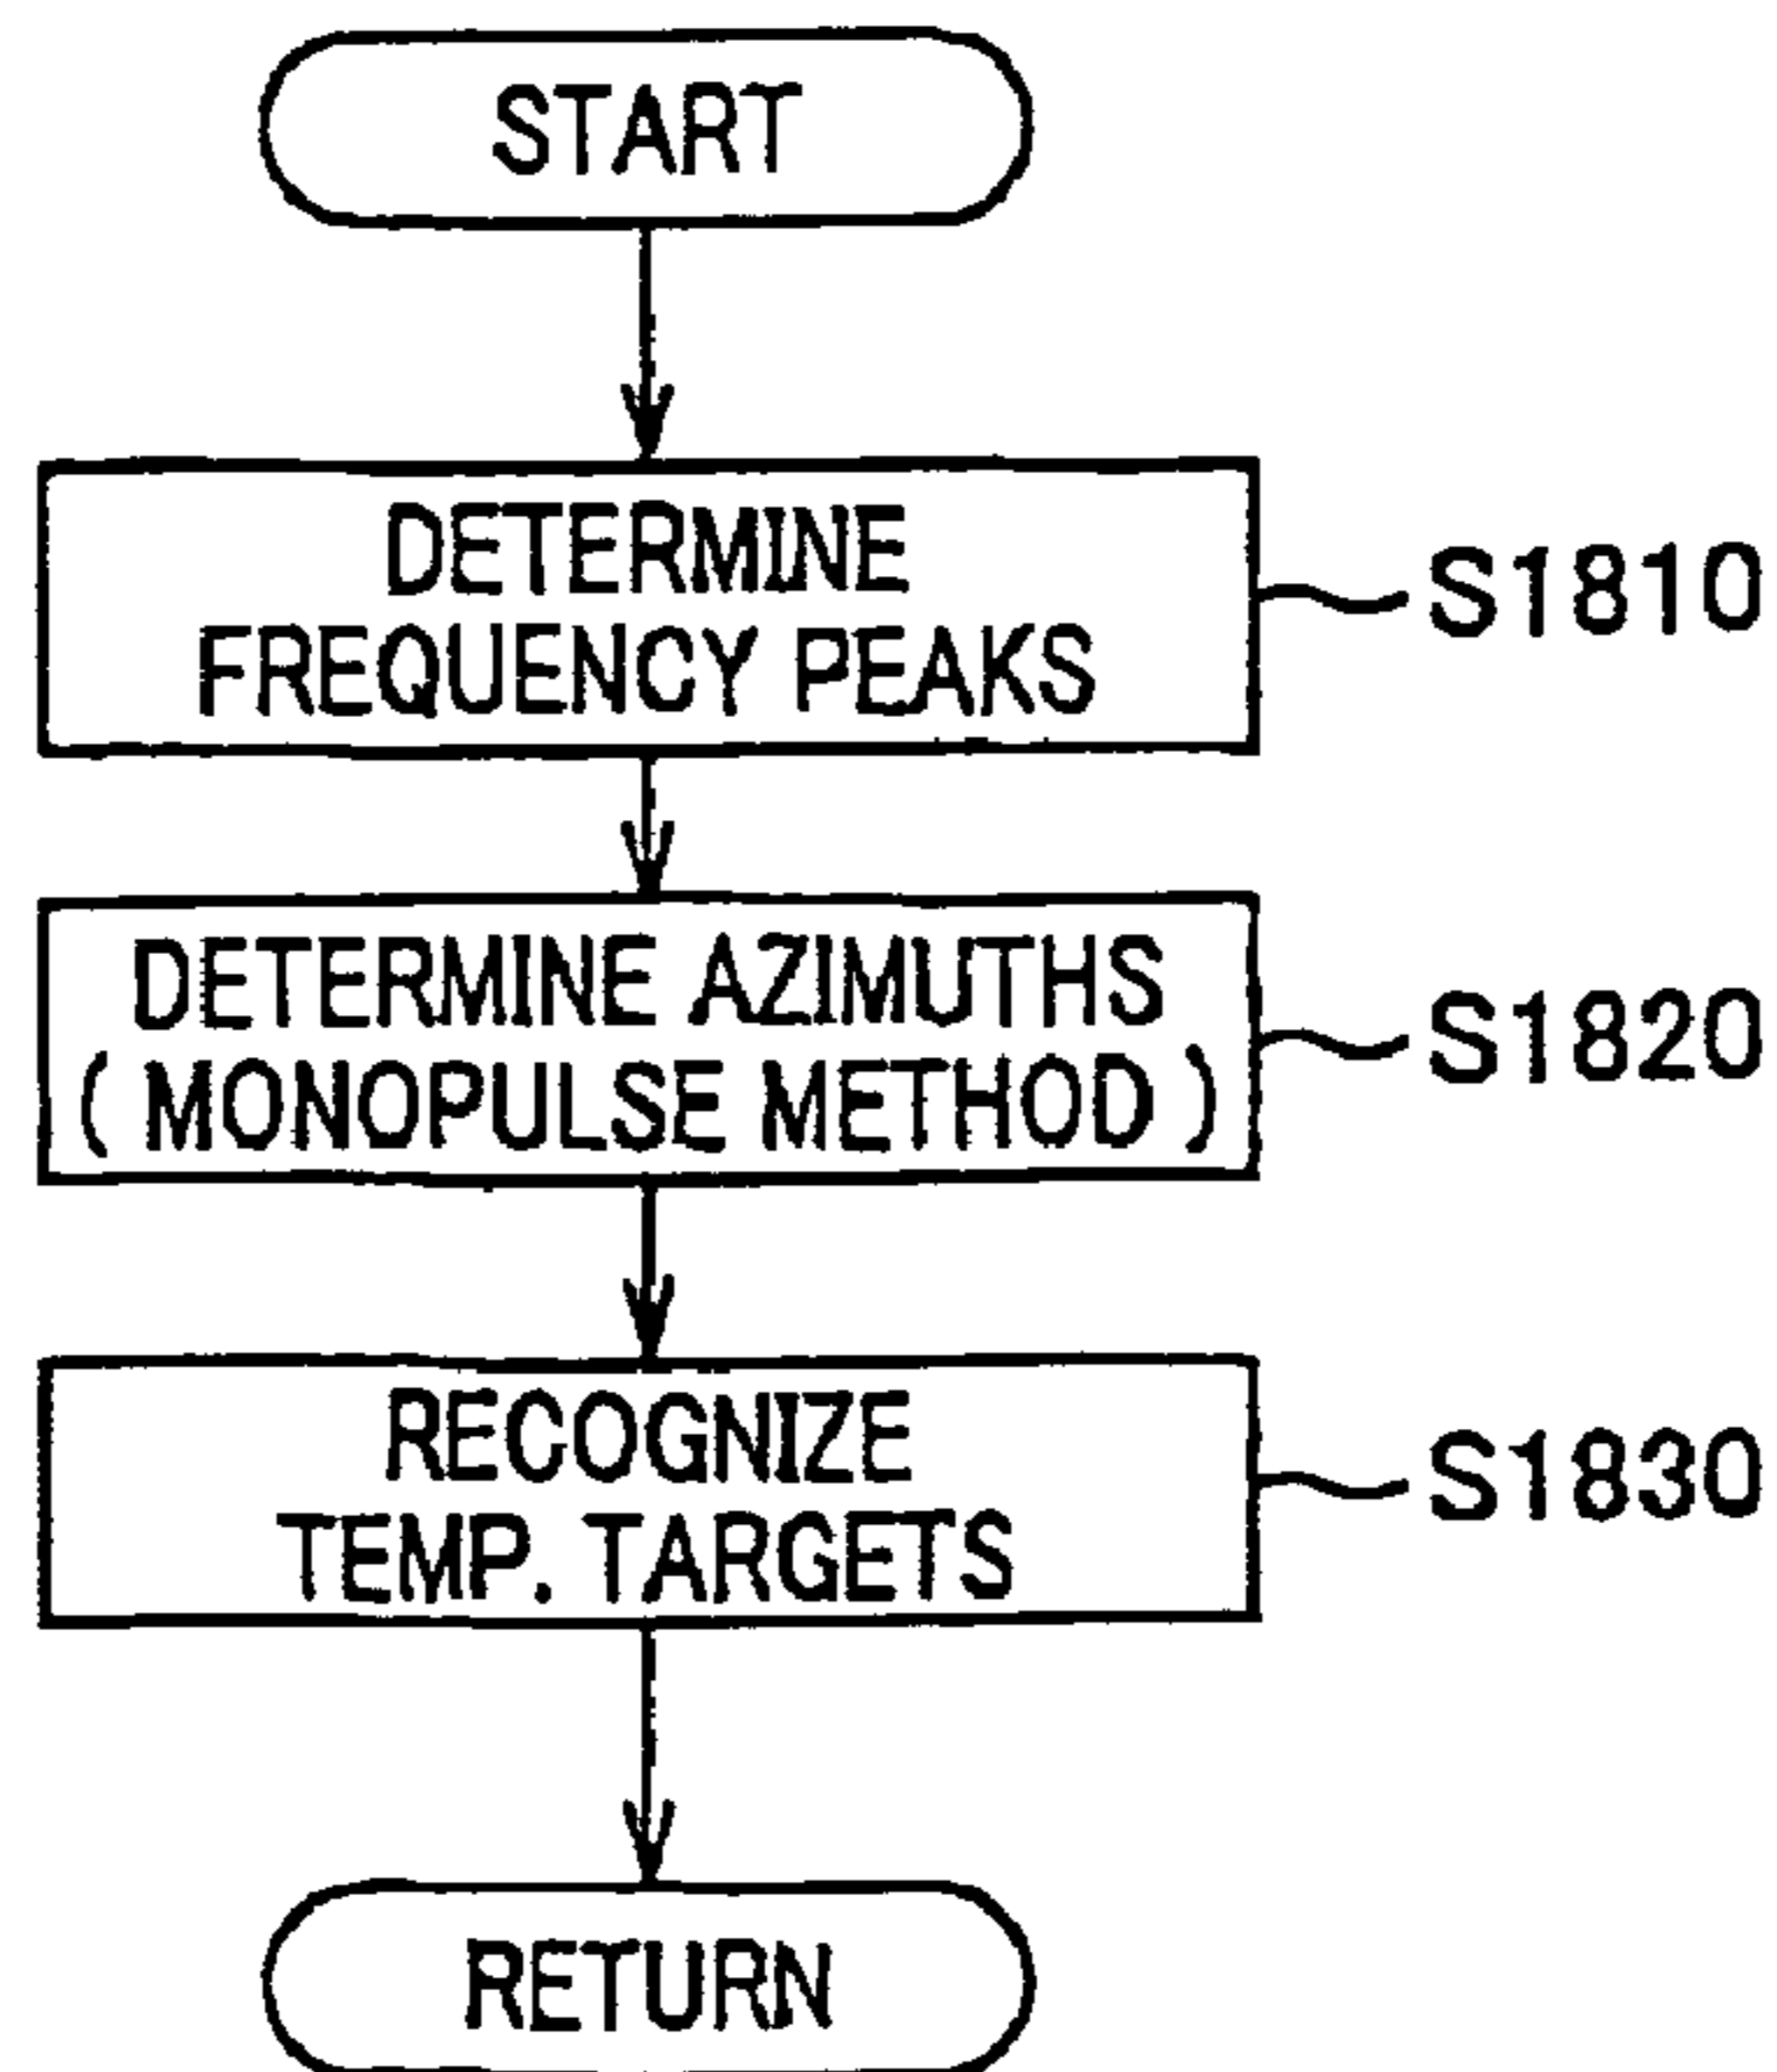 START
DETERMINE
FREQUENCY PEAKS
S1810
DETERMINE AZIMUTHS
( MONOPULSE METHOD )
S1820
RECOGNIZE
TEMP. TARGETS
S1830
RETURN